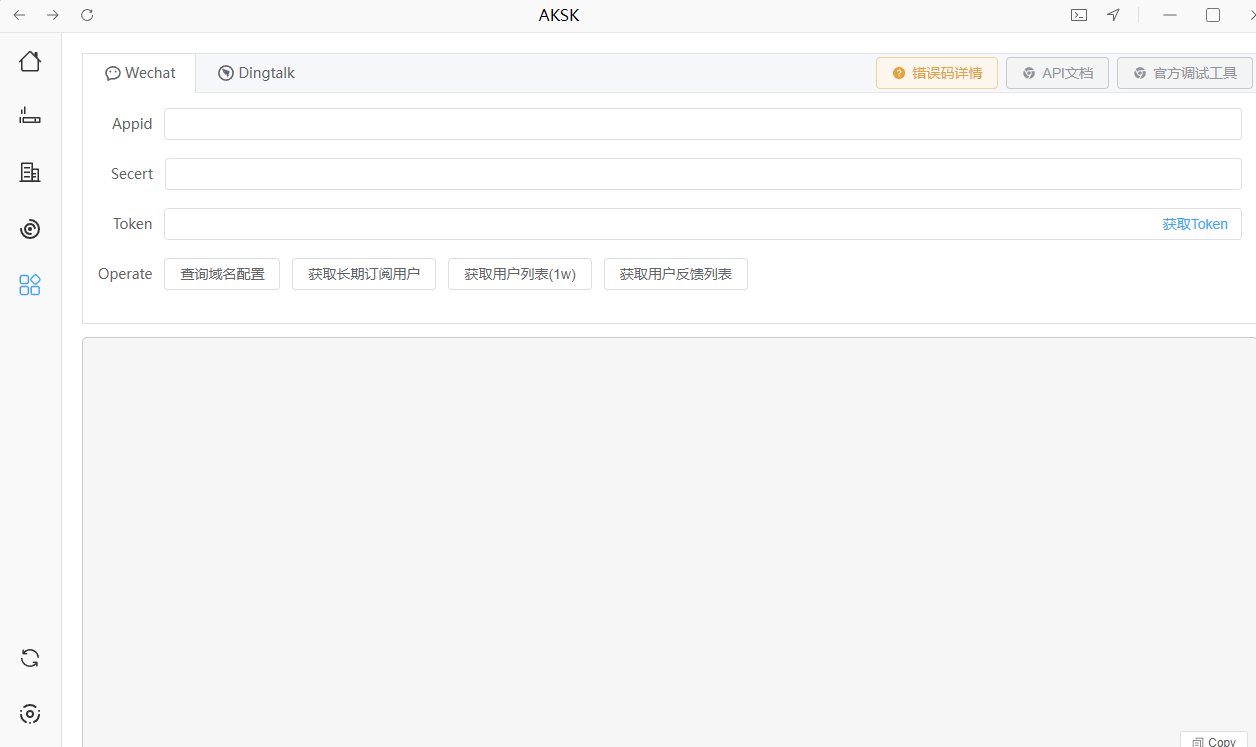 AKSK
Wechat Dingtalk 错误码详情 API文档 官方调试工具
Appid
Secert
Token 获取Token
Operate 查询域名配置 获取长期订阅用户 获取用户列表(1w) 获取用户反馈列表
Copy